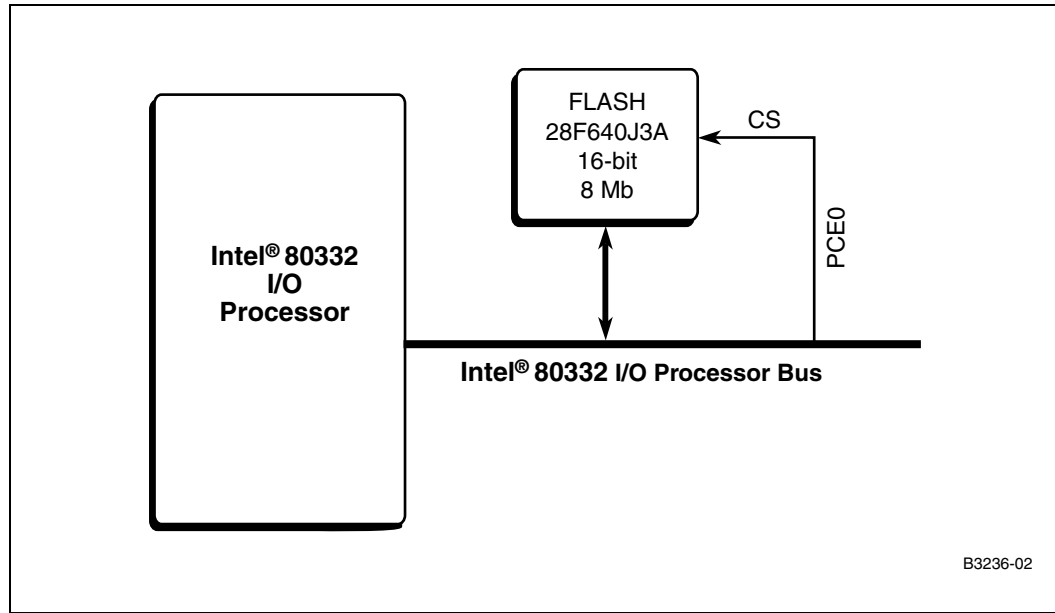 FLASH
28F640J3A
16-bit
8 Mb
CS
PCE0
Intel® 80332
I/O
Processor
Intel® 80332 I/O Processor Bus
B3236-02